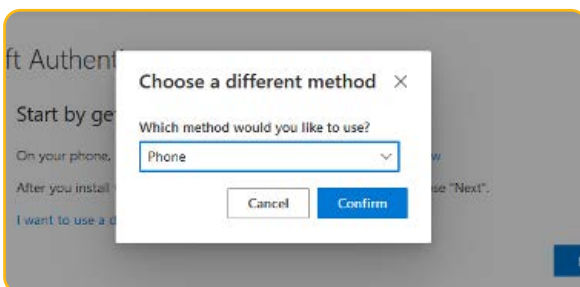 ft Authent
Choose a different method
Start by ge
Which method would you like to use?
On your phone,
Phone
After you install
se "Next".
I want to use a d
Cancel
Confirm